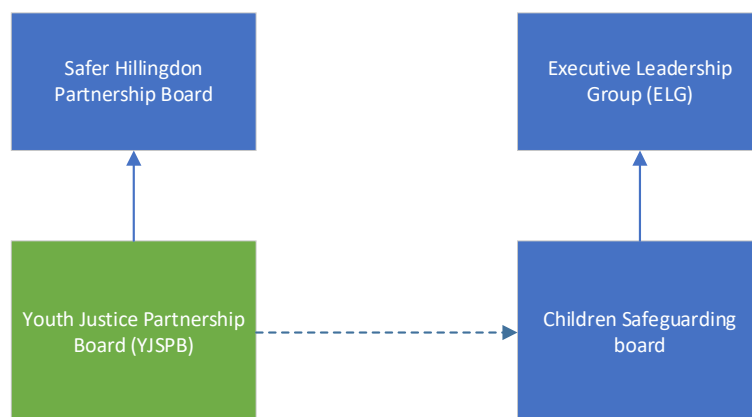 Safer Hillingdon
Partnership Board
Executive Leadership
Group (ELG)
Youth Justice Partnership
Board (YJSPB)
Children Safeguarding
board